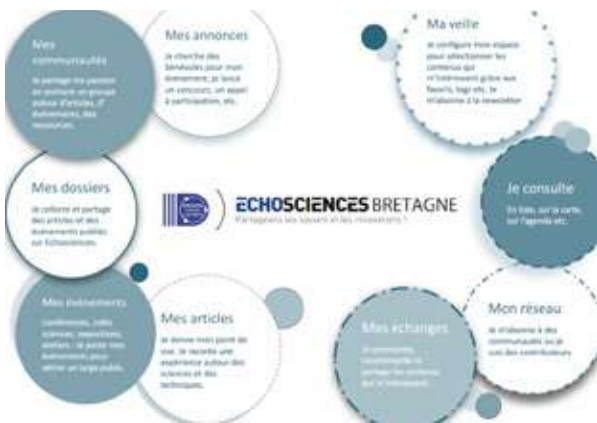 Mes
communautés
Je partage ma passion
en animant un groupe
autour d'articles, d'
événements, des
ressources.
Mes annonces
Je cherche des
bénévoles pour mon
événement, je lance
un concours, un appel
à participation, etc.
Ma veille
Je configure mon espace
pour sélectionner les
contenus qui
m'intéressent grâce aux
favoris, tags etc. Je
m'abonne à la newsletter
Mes dossiers
Je collecte et partage
des articles et des
événements publiés
sur Echosciences.
ECHOSCIENCES BRETAGNE
Partageons les savoirs et les innovations !
Je consulte
En liste, sur la carte,
sur l'agenda etc.
Mes événements
Conférences, cafés
sciences, expositions,
ateliers : je poste mes
événements pour
attirer un large public.
Mes articles
Je donne mon point de
vue. Je raconte une
expérience autour des
sciences et des
techniques.
Mes échanges
Je commente,
recommande et
partage les contenus
qui m'intéressent.
Mon réseau
Je m'abonne à des
communautés ou je
suis des contributeurs